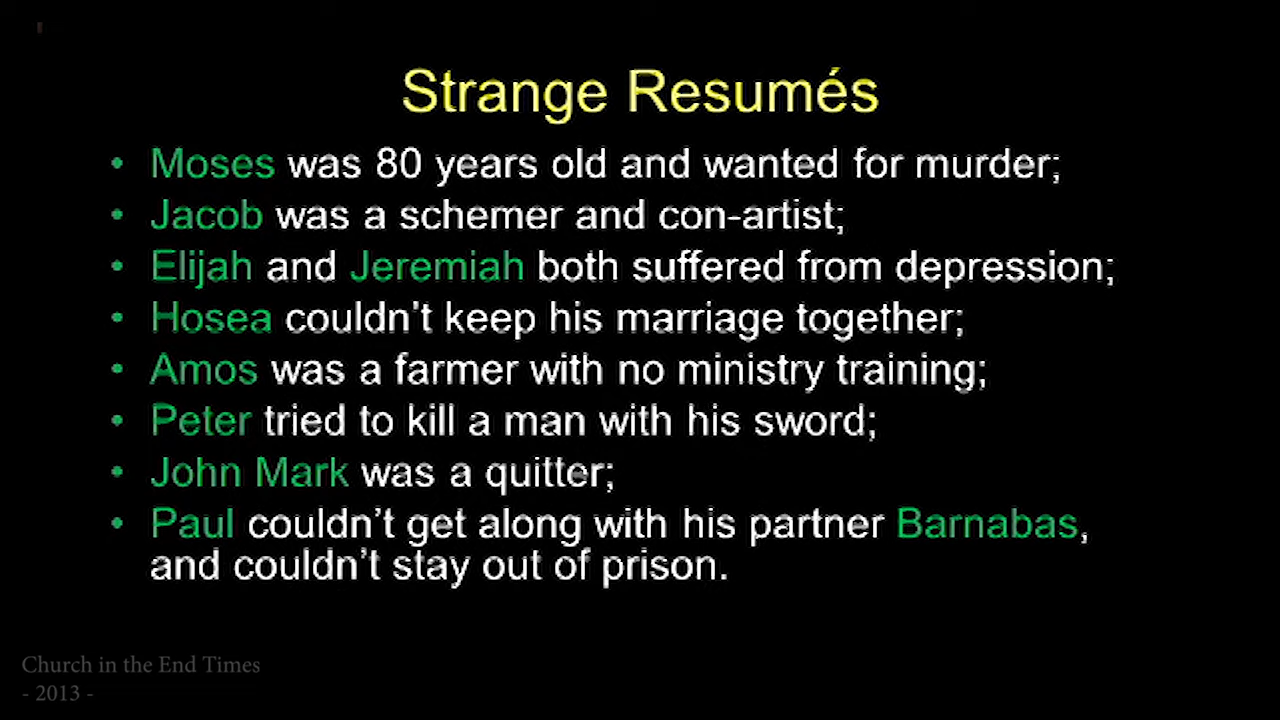 Strange Resumés
• Moses was 80 years old and wanted for murder;
• Jacob was a schemer and con-artist;
• Elijah and Jeremiah both suffered from depression;
• Hosea couldn't keep his marriage together;
• Amos was a farmer with no ministry training;
• Peter tried to kill a man with his sword;
• John Mark was a quitter;
• Paul couldn't get along with his partner Barnabas,
and couldn't stay out of prison.
Church in the End Times
- 2013 -